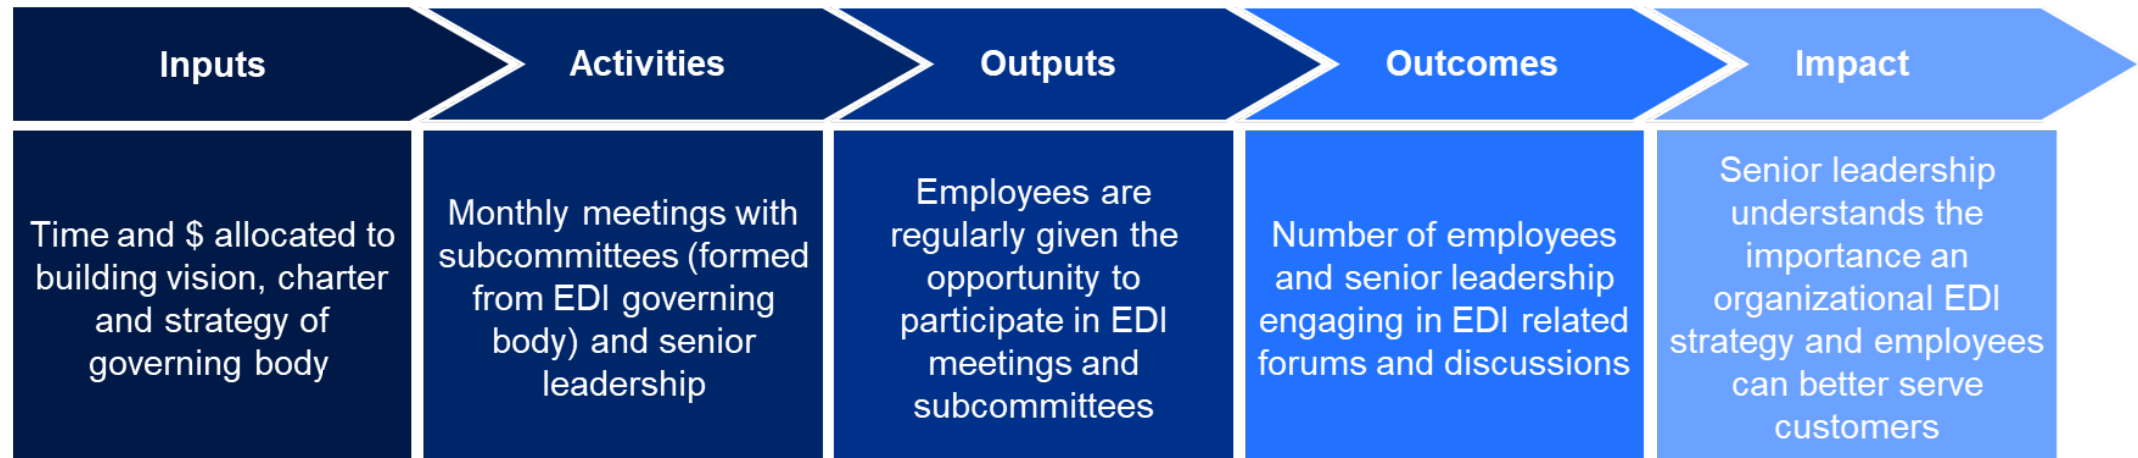 Inputs
Activities
Outputs
Outcomes
Impact
Time and $ allocated to
building vision, charter
and strategy of
governing body
Monthly meetings with
subcommittees (formed
from EDI governing
body) and senior
leadership
Employees are
regularly given the
opportunity to
participate in EDI
meetings and
subcommittees
Number of employees
and senior leadership
engaging in EDI related
forums and discussions
Senior leadership
understands the
importance an
organizational EDI
strategy and employees
can better serve
customers